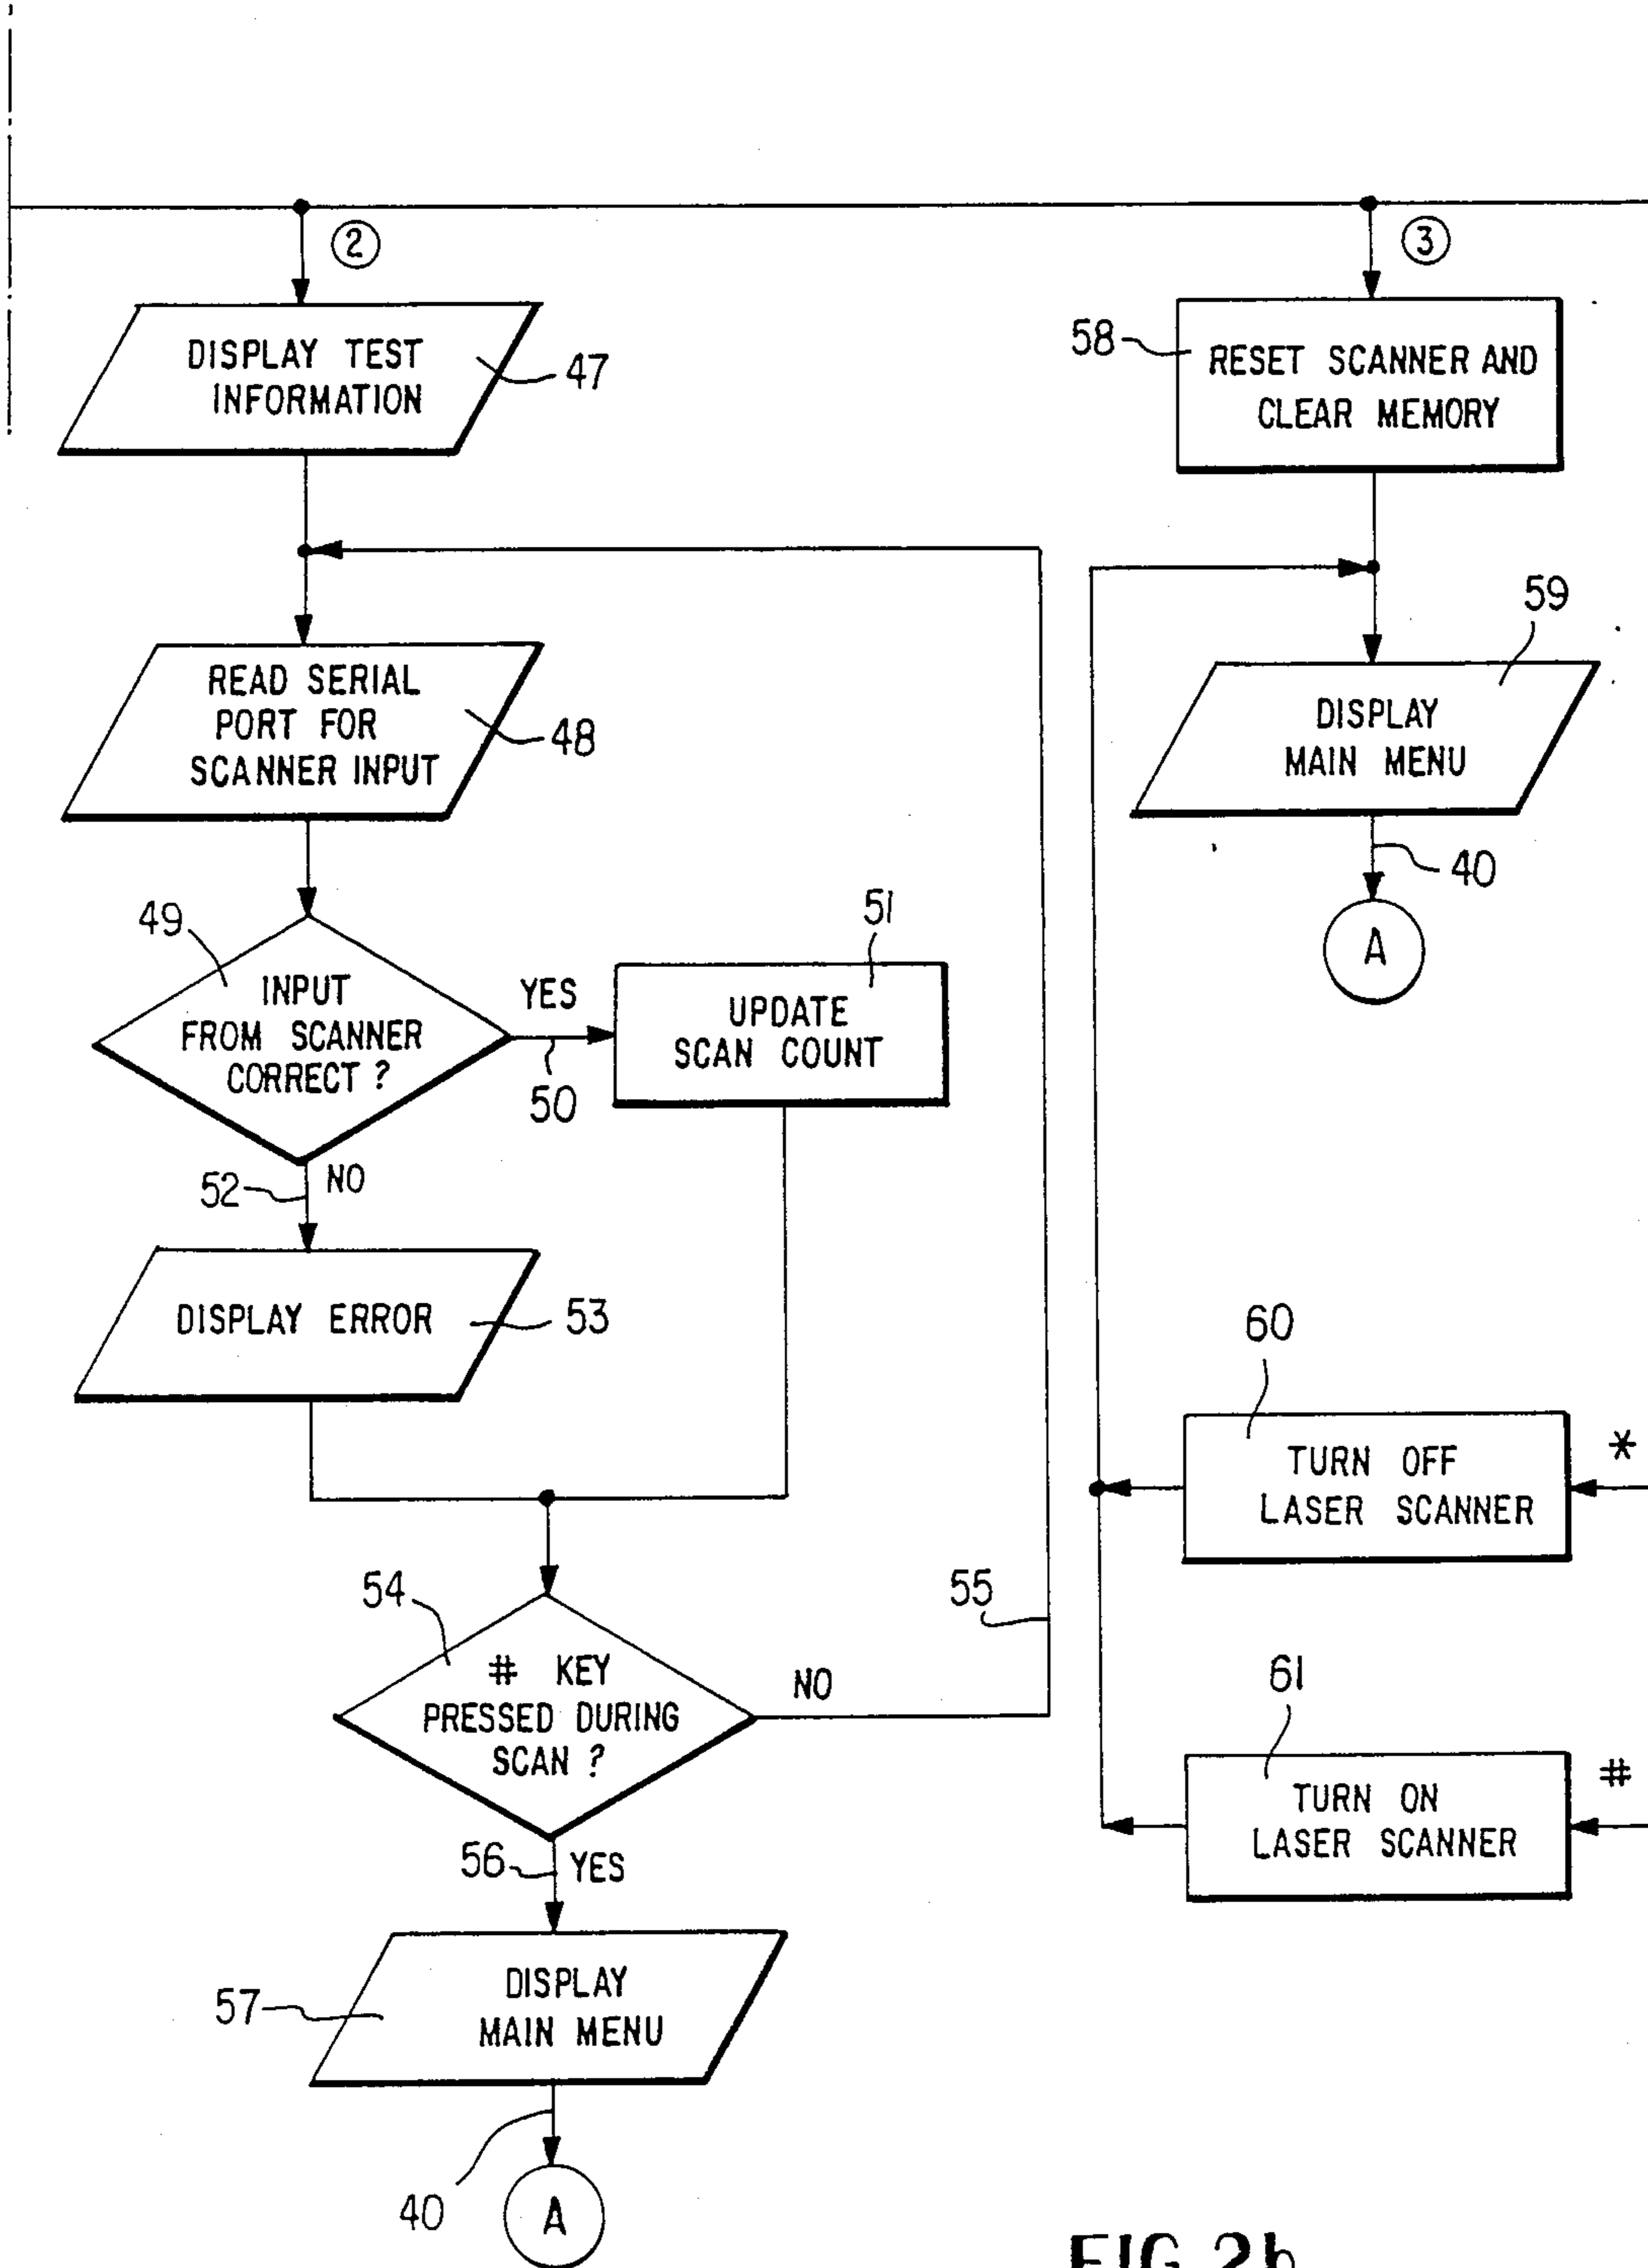 2
DISPLAY TEST
INFORMATION
47
READ SERIAL
PORT FOR
SCANNER INPUT
48
49
INPUT
FROM SCANNER
CORRECT ?
YES
50
51
UPDATE
SCAN COUNT
52
NO
DISPLAY ERROR
53
54
# KEY
PRESSED DURING
SCAN ?
NO
55
56
YES
57
DISPLAY
MAIN MENU
40
A
3
58
RESET SCANNER AND
CLEAR MEMORY
59
DISPLAY
MAIN MENU
40
A
60
TURN OFF
LASER SCANNER
*
61
TURN ON
LASER SCANNER
#
FIG. 2b